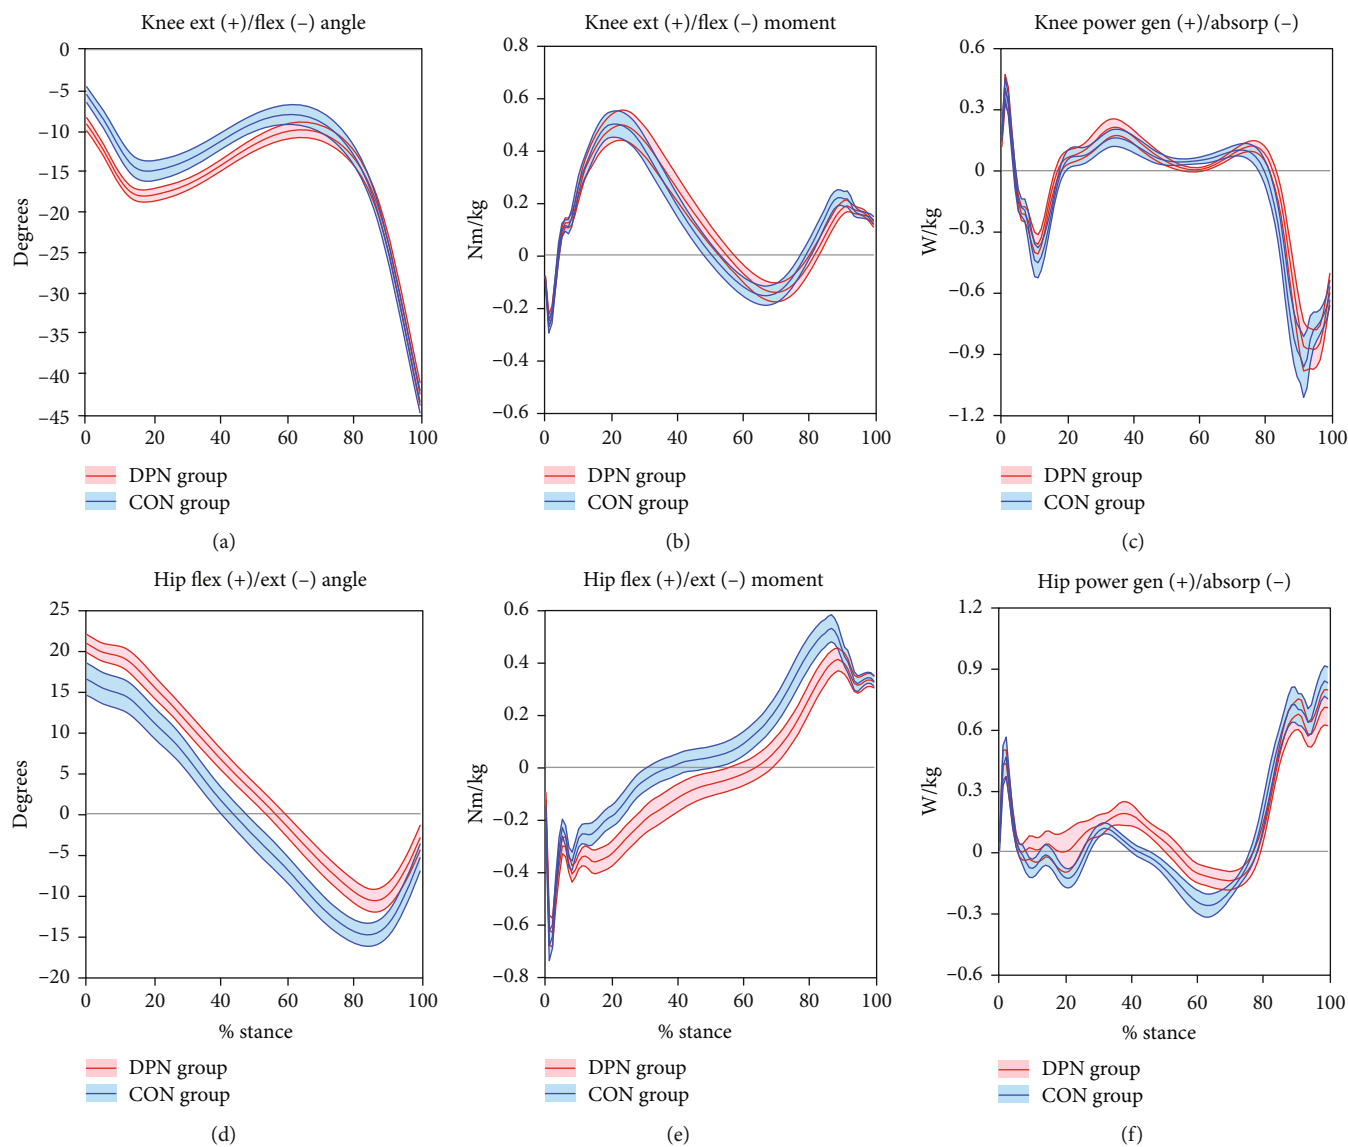 Knee ext (+)/flex (–) angle
Knee ext (+)/flex (–) moment
Knee power gen (+)/absorp (–)
0
−5
−10
−15
−20
−25
−30
−35
−40
−45
Degrees
0 20 40 60 80 100
0.8
0.6
0.4
0.2
0
−0.2
−0.4
−0.6
Nm/kg
0 20 40 60 80 100
0.6
0.3
0
−0.3
−0.6
−0.9
−1.2
W/kg
0 20 40 60 80 100
DPN group
CON group
DPN group
CON group
DPN group
CON group
(a)
(b)
(c)
Hip flex (+)/ext (–) angle
Hip flex (+)/ext (–) moment
Hip power gen (+)/absorp (–)
25
20
15
10
5
0
−5
−10
−15
−20
Degrees
0 20 40 60 80 100
% stance
0.6
0.4
0.2
0
−0.2
−0.4
−0.6
−0.8
Nm/kg
0 20 40 60 80 100
% stance
1.2
0.9
0.6
0.3
0
−0.3
−0.6
W/kg
0 20 40 60 80 100
% stance
DPN group
CON group
DPN group
CON group
DPN group
CON group
(d)
(e)
(f)